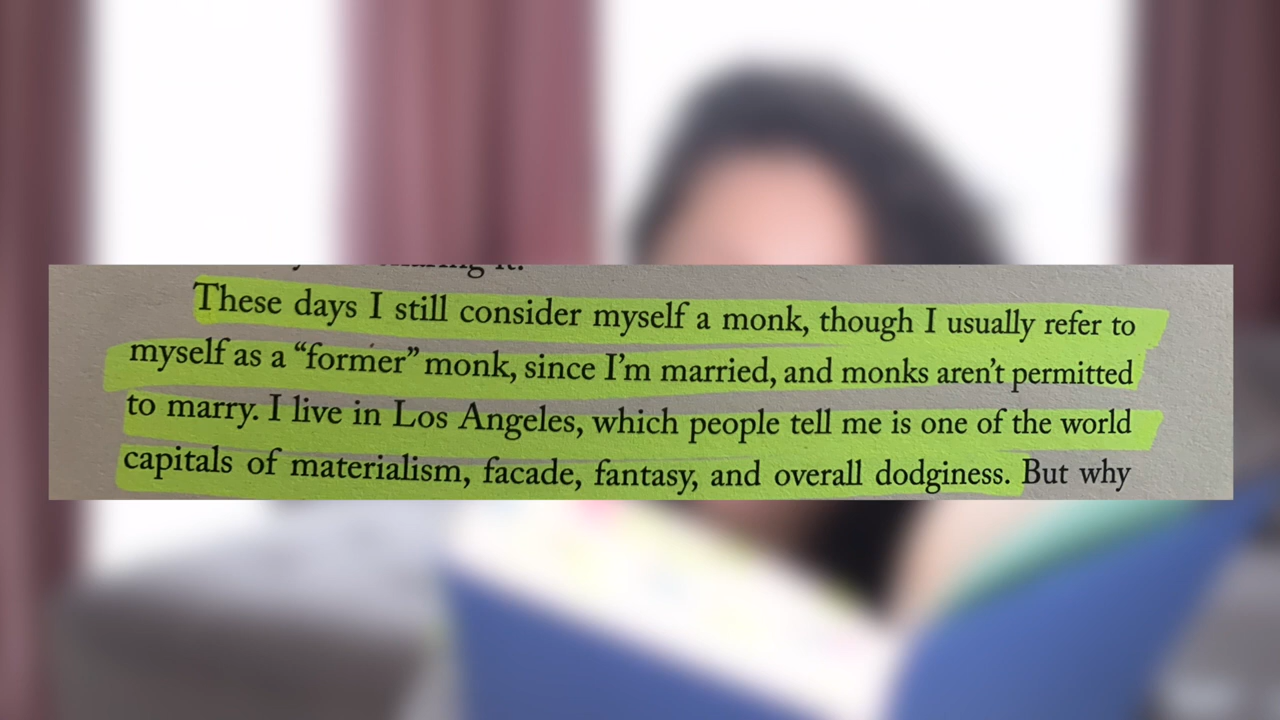 These days I still consider myself a monk, though I usually refer to
myself as a “former” monk, since I’m married, and monks aren’t permitted
to marry. I live in Los Angeles, which people tell me is one of the world
capitals of materialism, facade, fantasy, and overall dodginess. But why